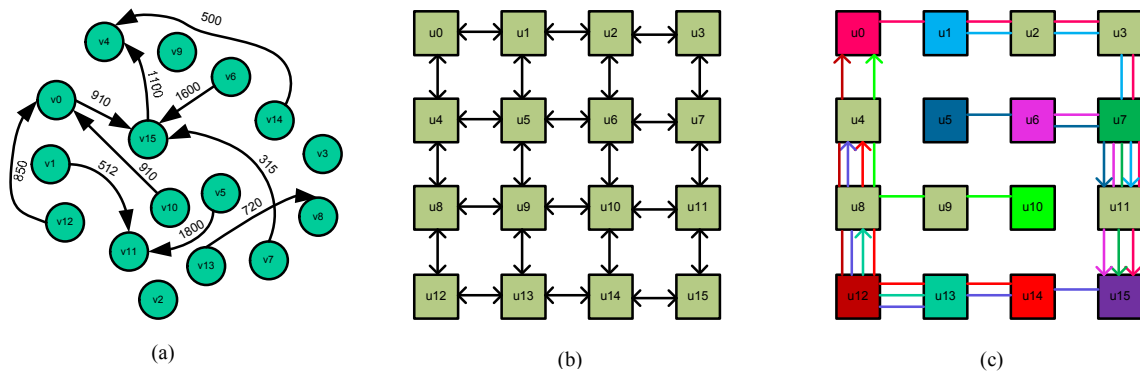 500
v4
v9
1100
1600
v6
v0
910
v15
v14
v3
850
v1
512
910
315
v5
720
v12
v10
v8
1800
v11
v13
v7
v2
(a)
u0 u1 u2 u3
u4 u5 u6 u7
u8 u9 u10 u11
u12 u13 u14 u15
(b)
u0 u1 u2 u3
u4 u5 u6 u7
u8 u9 u10 u11
u12 u13 u14 u15
(c)